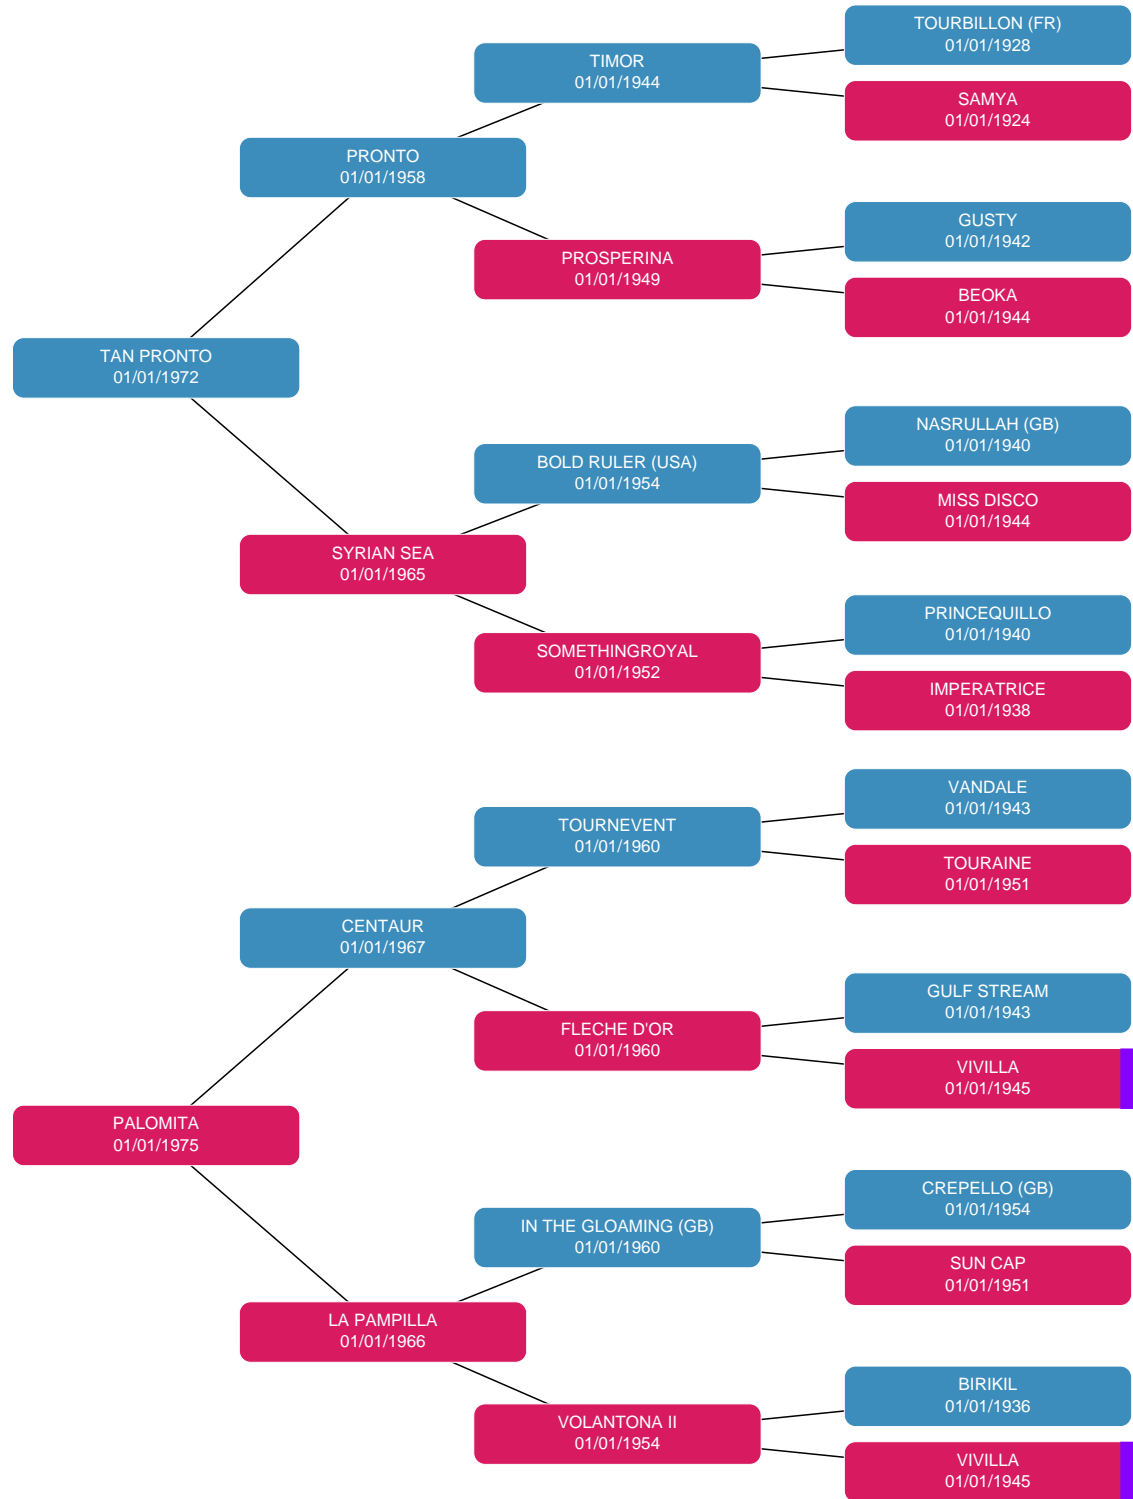 TOURBILLON (FR)
01/01/1928
TIMOR
01/01/1944
SAMYA
01/01/1924
PRONTO
01/01/1958
GUSTY
01/01/1942
PROSPERINA
01/01/1949
BEOKA
01/01/1944
TAN PRONTO
01/01/1972
NASRULLAH (GB)
01/01/1940
BOLD RULER (USA)
01/01/1954
MISS DISCO
01/01/1944
SYRIAN SEA
01/01/1965
PRINCEQUILLO
01/01/1940
SOMETHINGROYAL
01/01/1952
IMPERATRICE
01/01/1938
VANDALE
01/01/1943
TOURNEVENT
01/01/1960
TOURAINE
01/01/1951
CENTAUR
01/01/1967
GULF STREAM
01/01/1943
FLECHE D'OR
01/01/1960
VIVILLA
01/01/1945
PALOMITA
01/01/1975
CREPELLO (GB)
01/01/1954
IN THE GLOAMING (GB)
01/01/1960
SUN CAP
01/01/1951
LA PAMPILLA
01/01/1966
BIRIKIL
01/01/1936
VOLANTONA II
01/01/1954
VIVILLA
01/01/1945